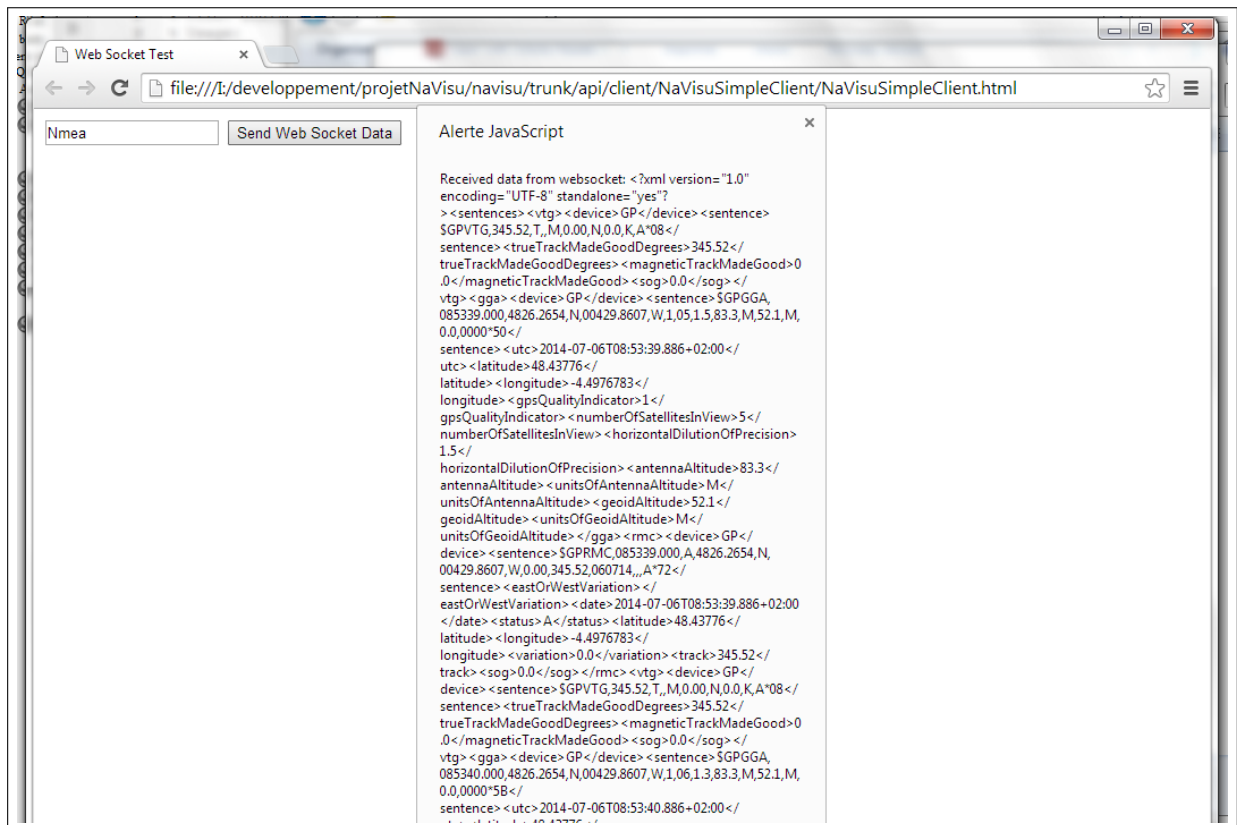 Web Socket Test
file:///I:/developpement/projetNaVisu/navisu/trunk/api/client/NaVisuSimpleClient/NaVisuSimpleClient.html
Nmea
Send Web Socket Data
Alerte JavaScript
Received data from websocket: <?xml version="1.0"
encoding="UTF-8" standalone="yes"?
><sentences><vtg><device>GP</device><sentence>
$GPVTG,345.52,T,,M,0.00,N,0.0,K,A*08</
sentence><trueTrackMadeGoodDegrees>345.52</
trueTrackMadeGoodDegrees><magneticTrackMadeGood>0
.0</magneticTrackMadeGood><sog>0.0</sog></
vtg><gga><device>GP</device><sentence>$GPGGA,
085339.000,4826.2654,N,00429.8607,W,1,05,1.5,83.3,M,52.1,M,
0.0,0000*50</
sentence><utc>2014-07-06T08:53:39.886+02:00</
utc><latitude>48.43776</
latitude><longitude>-4.4976783</
longitude><gpsQualityIndicator>1</
gpsQualityIndicator><numberOfSatellitesInView>5</
numberOfSatellitesInView><horizontalDilutionOfPrecision>
1.5</
horizontalDilutionOfPrecision><antennaAltitude>83.3</
antennaAltitude><unitsOfAntennaAltitude>M</
unitsOfAntennaAltitude><geoidAltitude>52.1</
geoidAltitude><unitsOfGeoidAltitude>M</
unitsOfGeoidAltitude></gga><rmc><device>GP</
device><sentence>$GPRMC,085339.000,A,4826.2654,N,
00429.8607,W,0.00,345.52,060714,,,A*72</
sentence><eastOrWestVariation></
eastOrWestVariation><date>2014-07-06T08:53:39.886+02:00
</date><status>A</status><latitude>48.43776</
latitude><longitude>-4.4976783</
longitude><variation>0.0</variation><track>345.52</
track><sog>0.0</sog></rmc><vtg><device>GP</
device><sentence>$GPVTG,345.52,T,,M,0.00,N,0.0,K,A*08</
sentence><trueTrackMadeGoodDegrees>345.52</
trueTrackMadeGoodDegrees><magneticTrackMadeGood>0
.0</magneticTrackMadeGood><sog>0.0</sog></
vtg><gga><device>GP</device><sentence>$GPGGA,
085340.000,4826.2654,N,00429.8607,W,1,06,1.3,83.3,M,52.1,M,
0.0,0000*5B</
sentence><utc>2014-07-06T08:53:40.886+02:00</